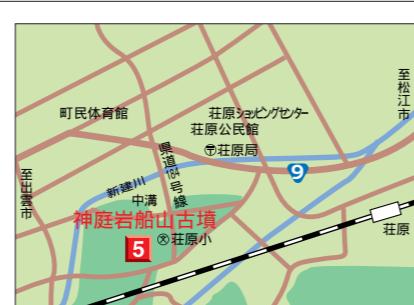 町民体育館
荘原ショッピングセンター
荘原公民館
〒荘原局
至松江市
9
県道184号線
至出雲市
新建川
中溝
神庭岩船山古墳
5
文荘原小
荘原